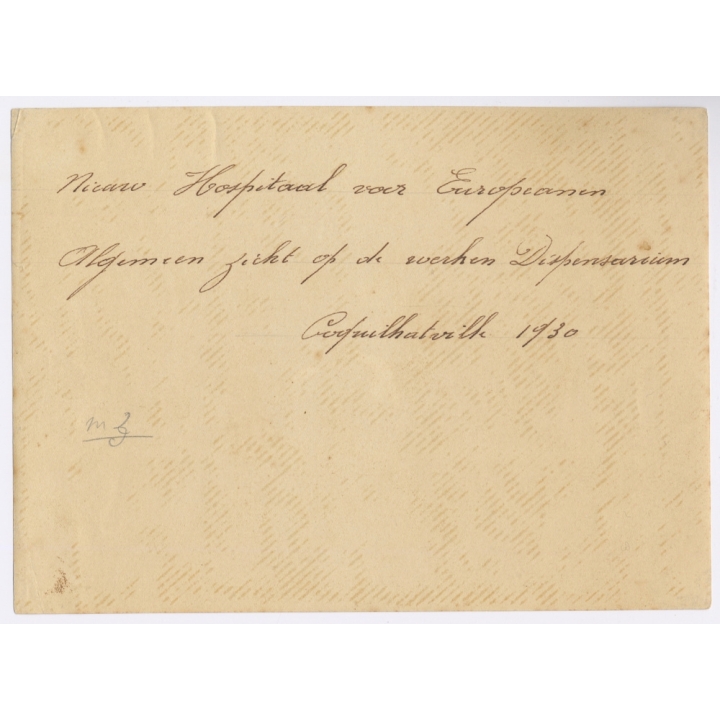 Nieuw Hospitaal voor Europeanen
Algemeen zicht op de werken Dispensarium
Coquilhatville 1930